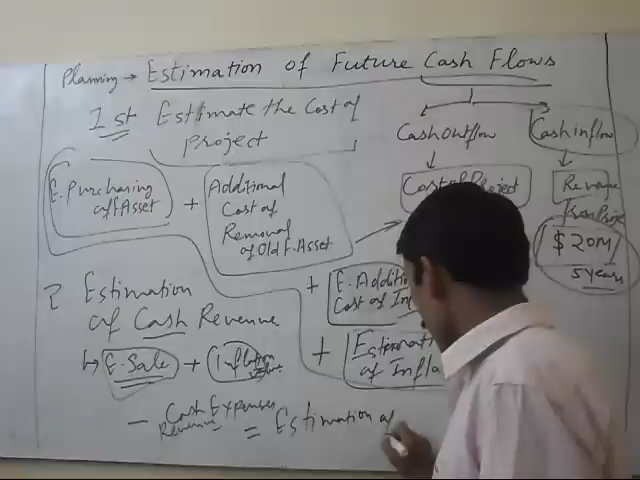 Planning → Estimation of Future Cash Flows
1st Estimate the Cost of
Project
Cash outflow
Cash inflow
Cost of Project
Revenue
$20M
5 years
E. Purchasing
of F Asset
+
Additional
Cost of
Removal
of Old F. Asset
+ E. Additio
Cost of In
+ Estimati
of Infla
2 Estimation
of Cash Revenue
↳ E. Sale + Inflation
— Cash Expenses
Revenue
= Estimation of